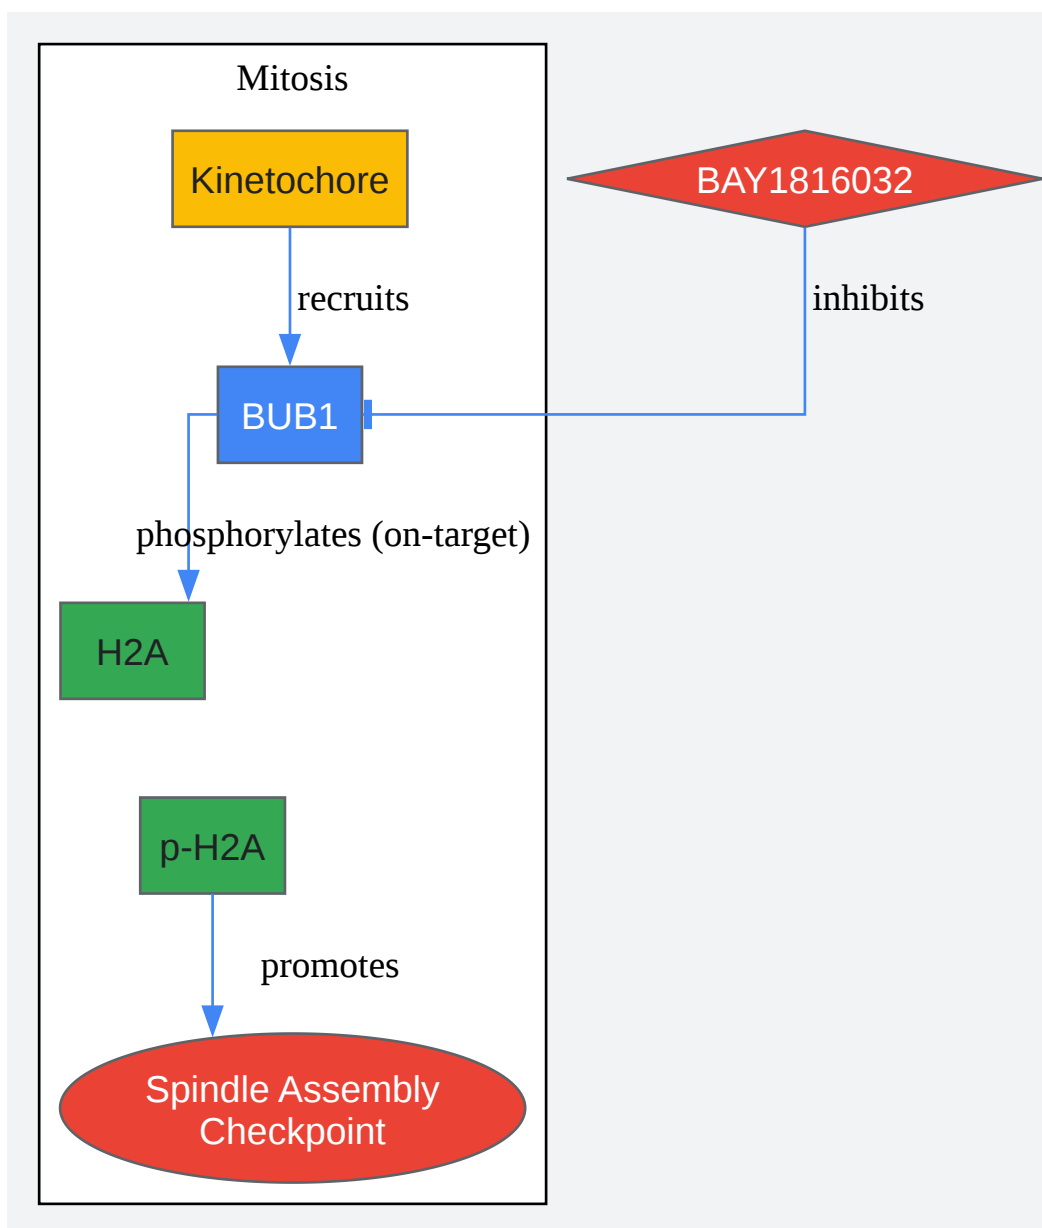 Mitosis
Kinetochore
BAY1816032
recruits
inhibits
BUB1
phosphorylates (on-target)
H2A
p-H2A
promotes
Spindle Assembly
Checkpoint